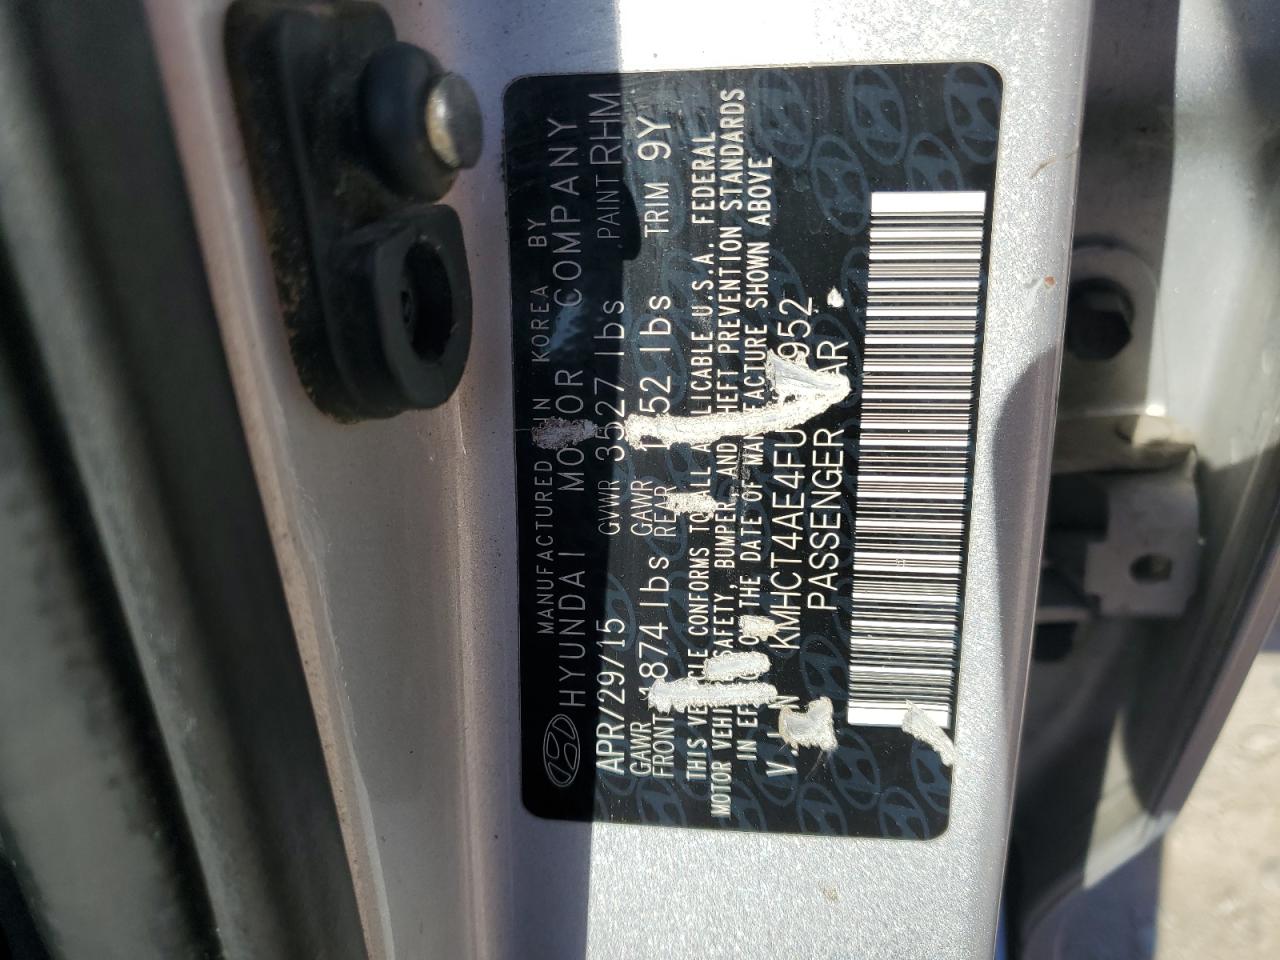 MANUFACTURED IN KOREA BY
HYUNDAI MOTOR COMPANY
APR/29/15 GVWR 3527 lbs PAINT RHM
GAWR FRONT 1874 lbs GAWR REAR 52 lbs TRIM 9Y
THIS VEHICLE CONFORMS TO ALL APPLICABLE U.S.A. FEDERAL
MOTOR VEHICLE SAFETY, BUMPER, AND THEFT PREVENTION STANDARDS
IN EFFECT ON THE DATE OF MANUFACTURE SHOWN ABOVE
V.I.N KMHCT4AE4FU 952
PASSENGER CAR